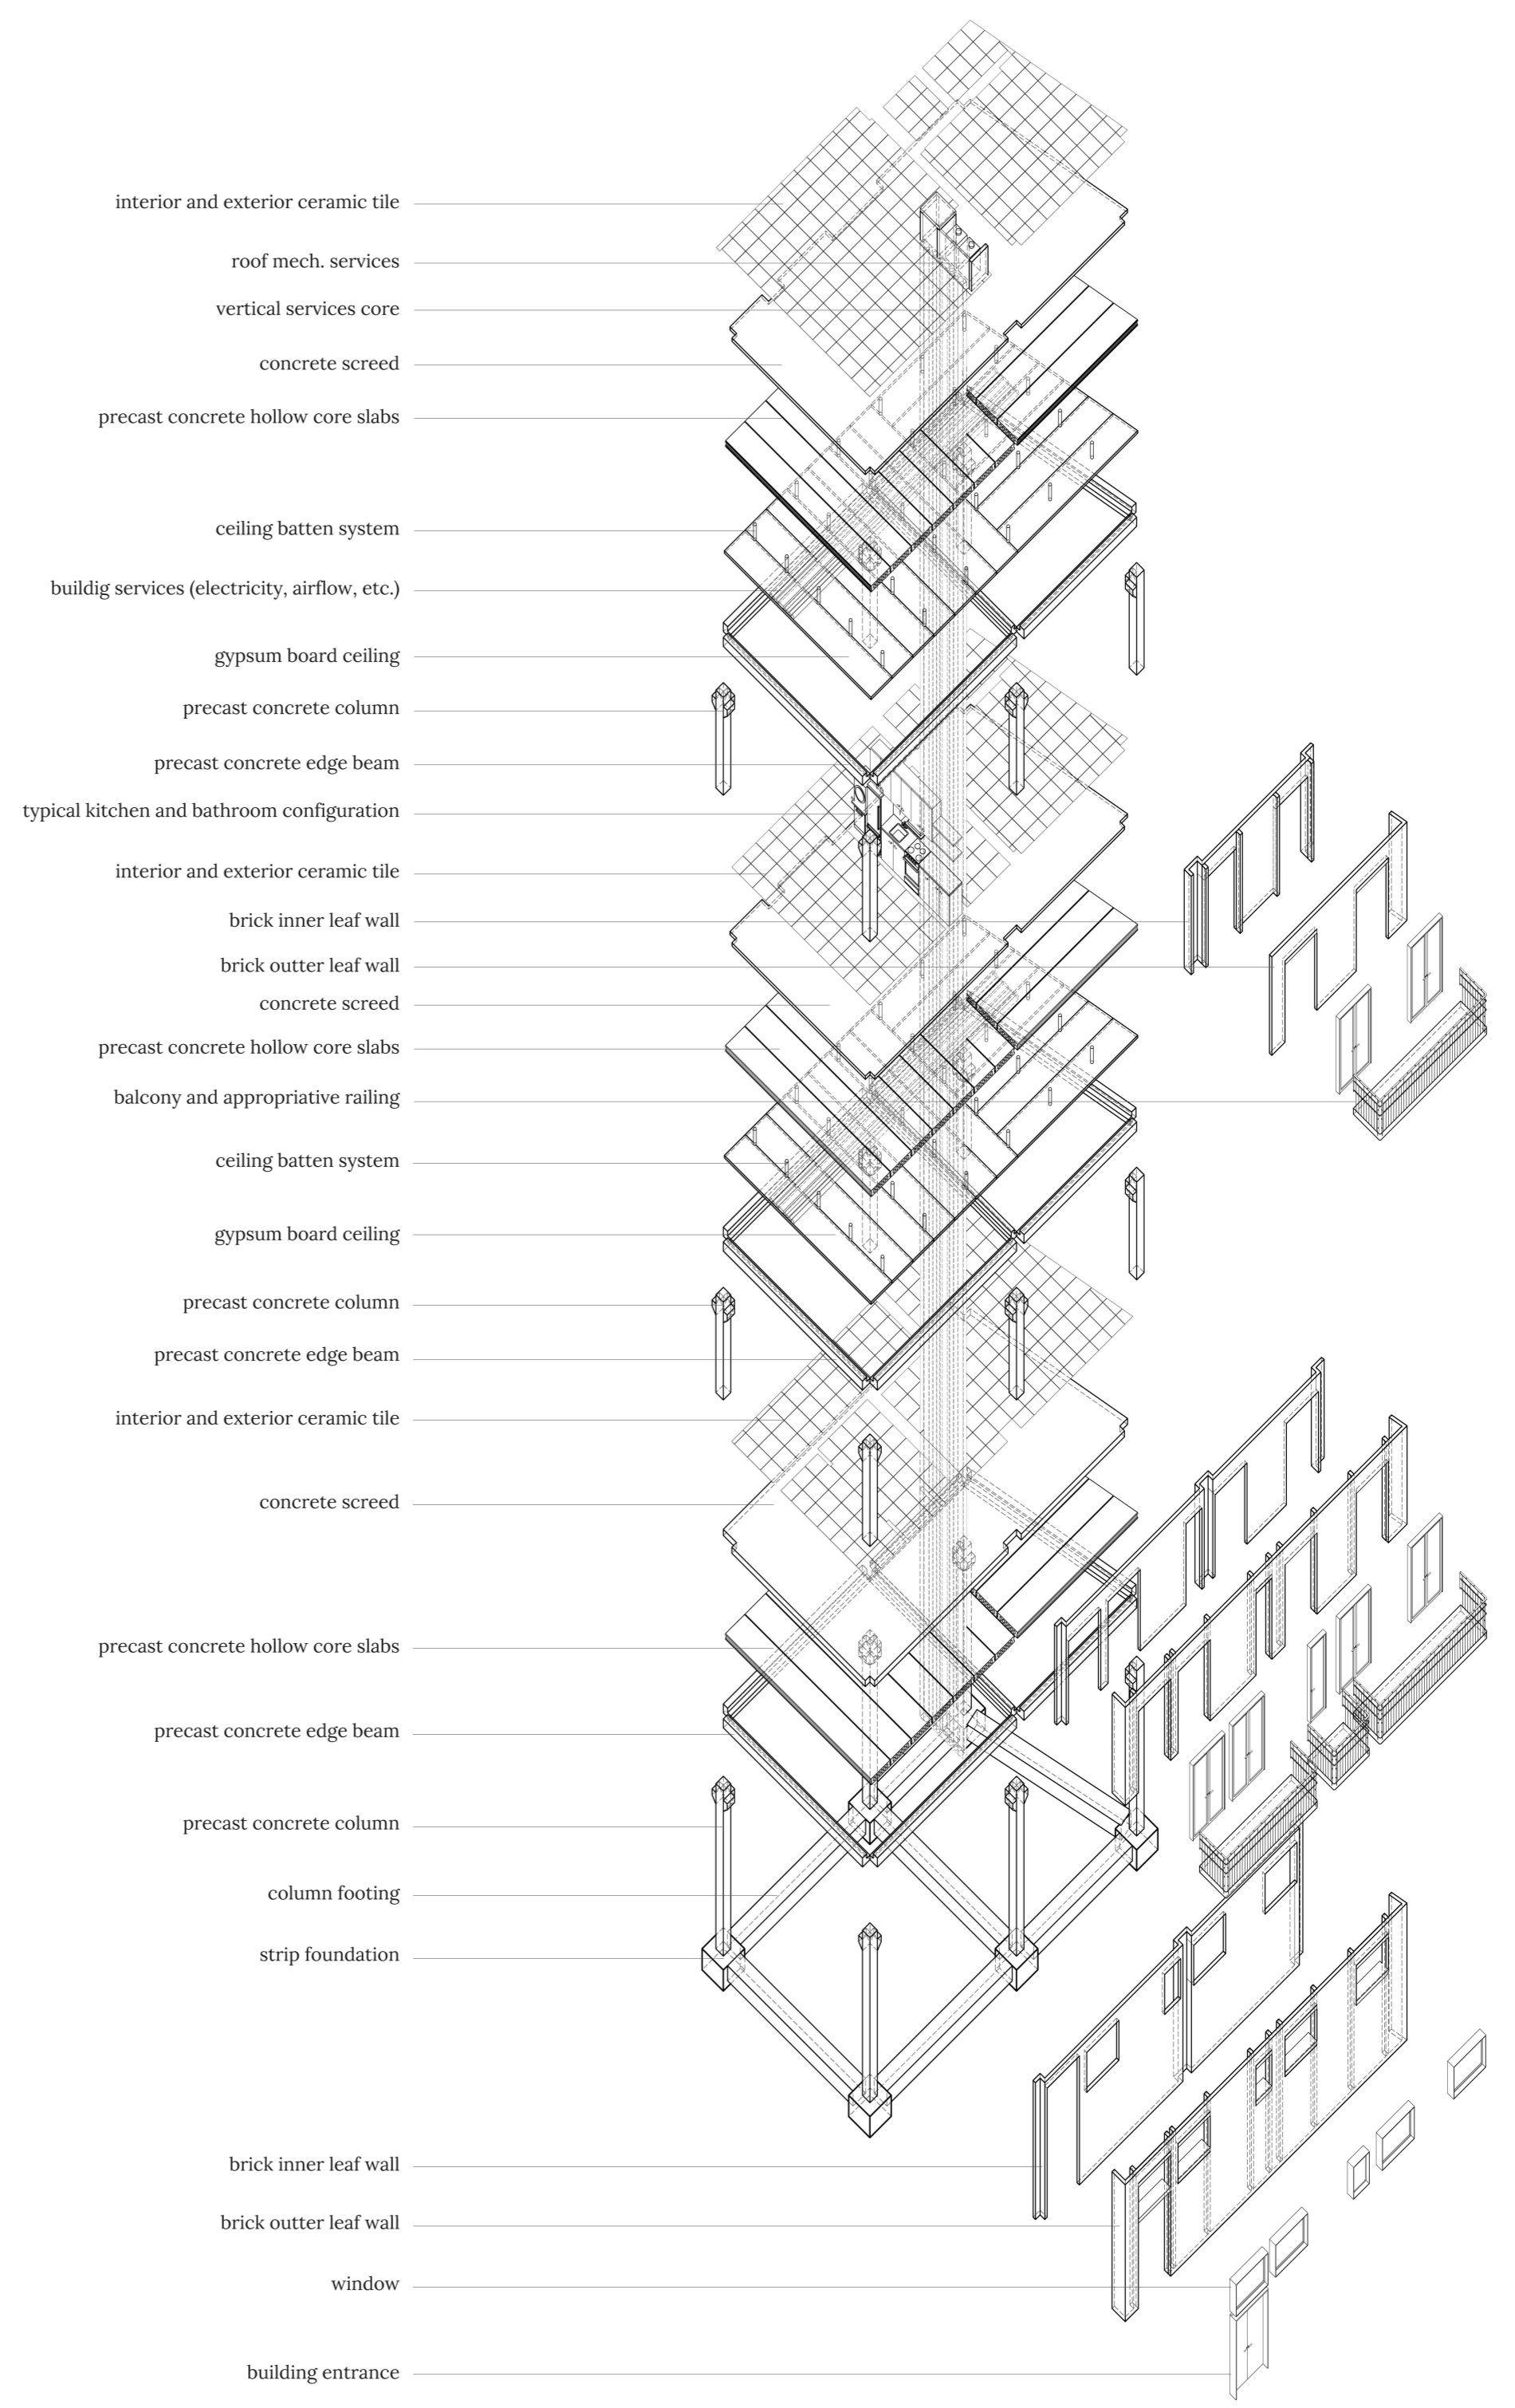 interior and exterior ceramic tile
roof mech. services
vertical services core
concrete screed
precast concrete hollow core slabs
ceiling batten system
buildig services (electricity, airflow, etc.)
gypsum board ceiling
precast concrete column
precast concrete edge beam
typical kitchen and bathroom configuration
interior and exterior ceramic tile
brick inner leaf wall
brick outter leaf wall
concrete screed
precast concrete hollow core slabs
balcony and appropriative railing
ceiling batten system
gypsum board ceiling
precast concrete column
precast concrete edge beam
interior and exterior ceramic tile
concrete screed
precast concrete hollow core slabs
precast concrete edge beam
precast concrete column
column footing
strip foundation
brick inner leaf wall
brick outter leaf wall
window
building entrance